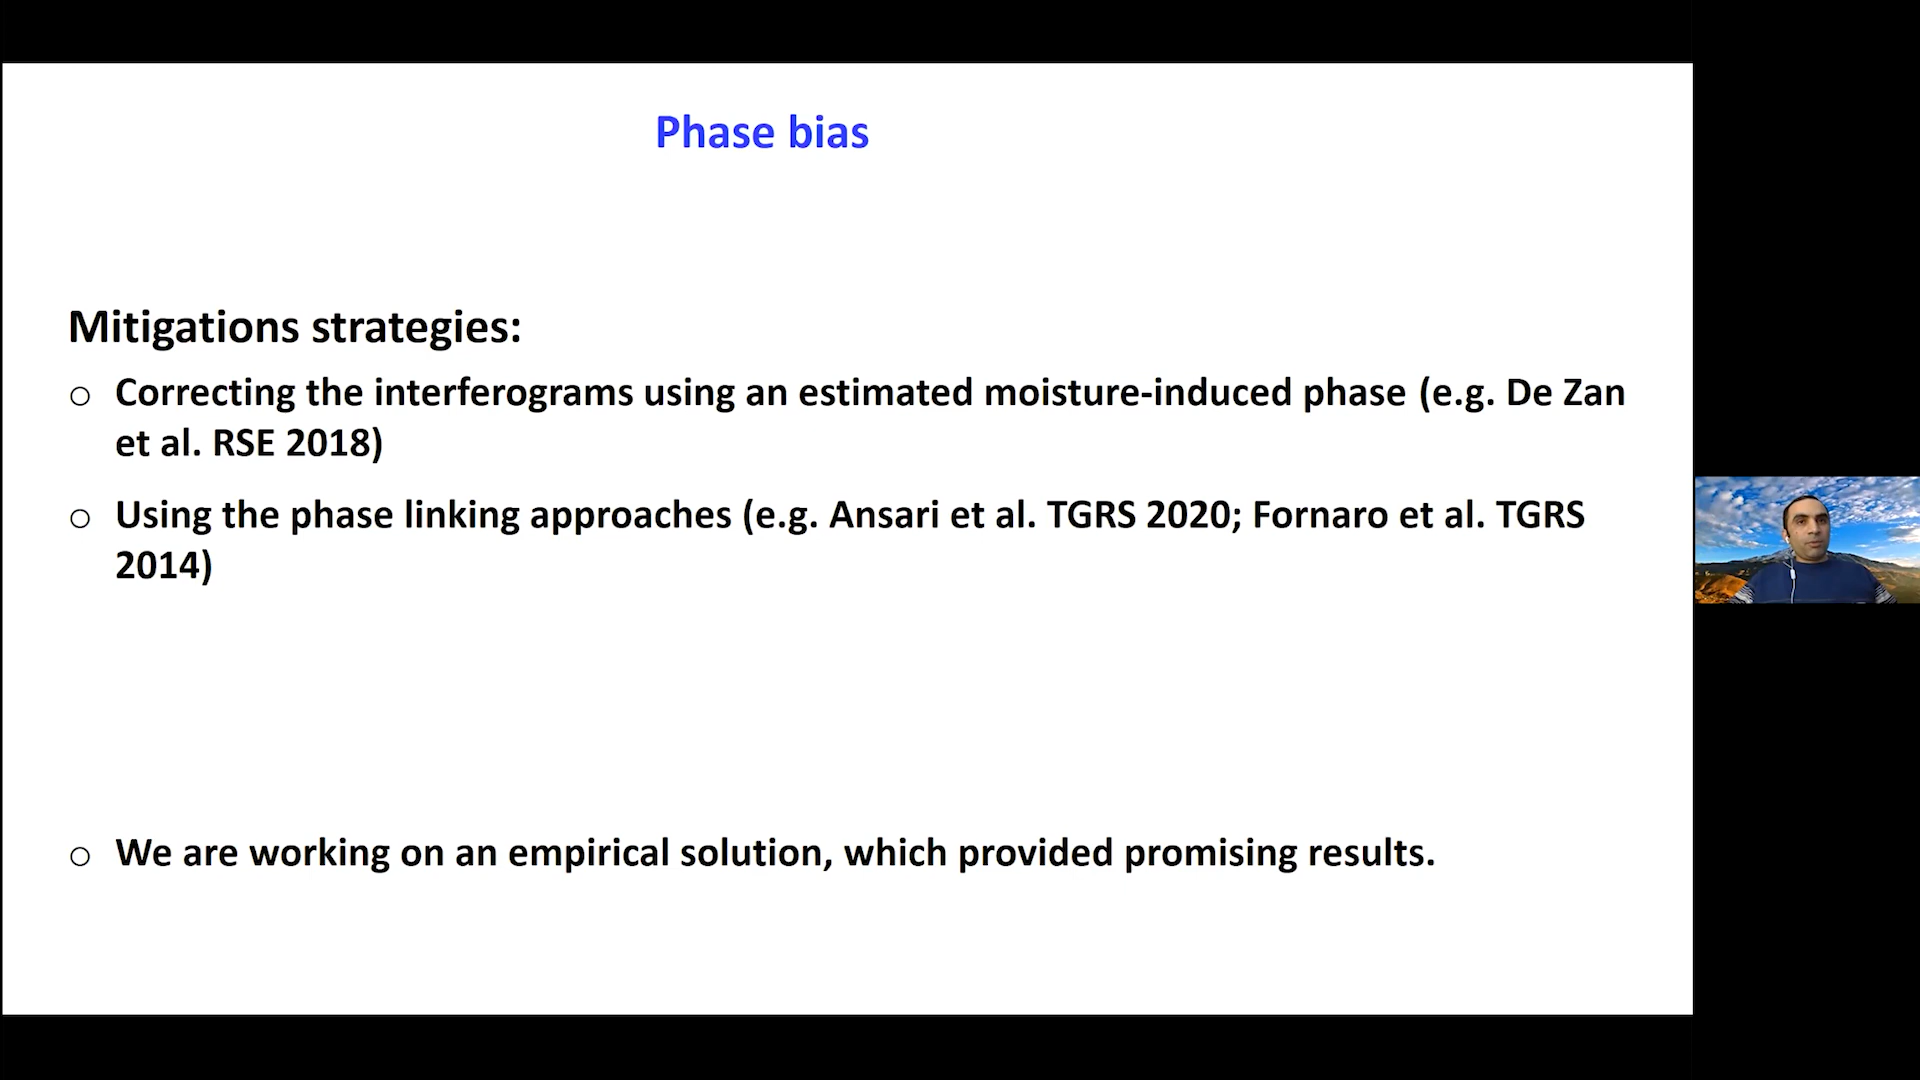 Phase bias
Mitigations strategies:
o Correcting the interferograms using an estimated moisture-induced phase (e.g. De Zan
et al. RSE 2018)
o Using the phase linking approaches (e.g. Ansari et al. TGRS 2020; Fornaro et al. TGRS
2014)
o We are working on an empirical solution, which provided promising results.